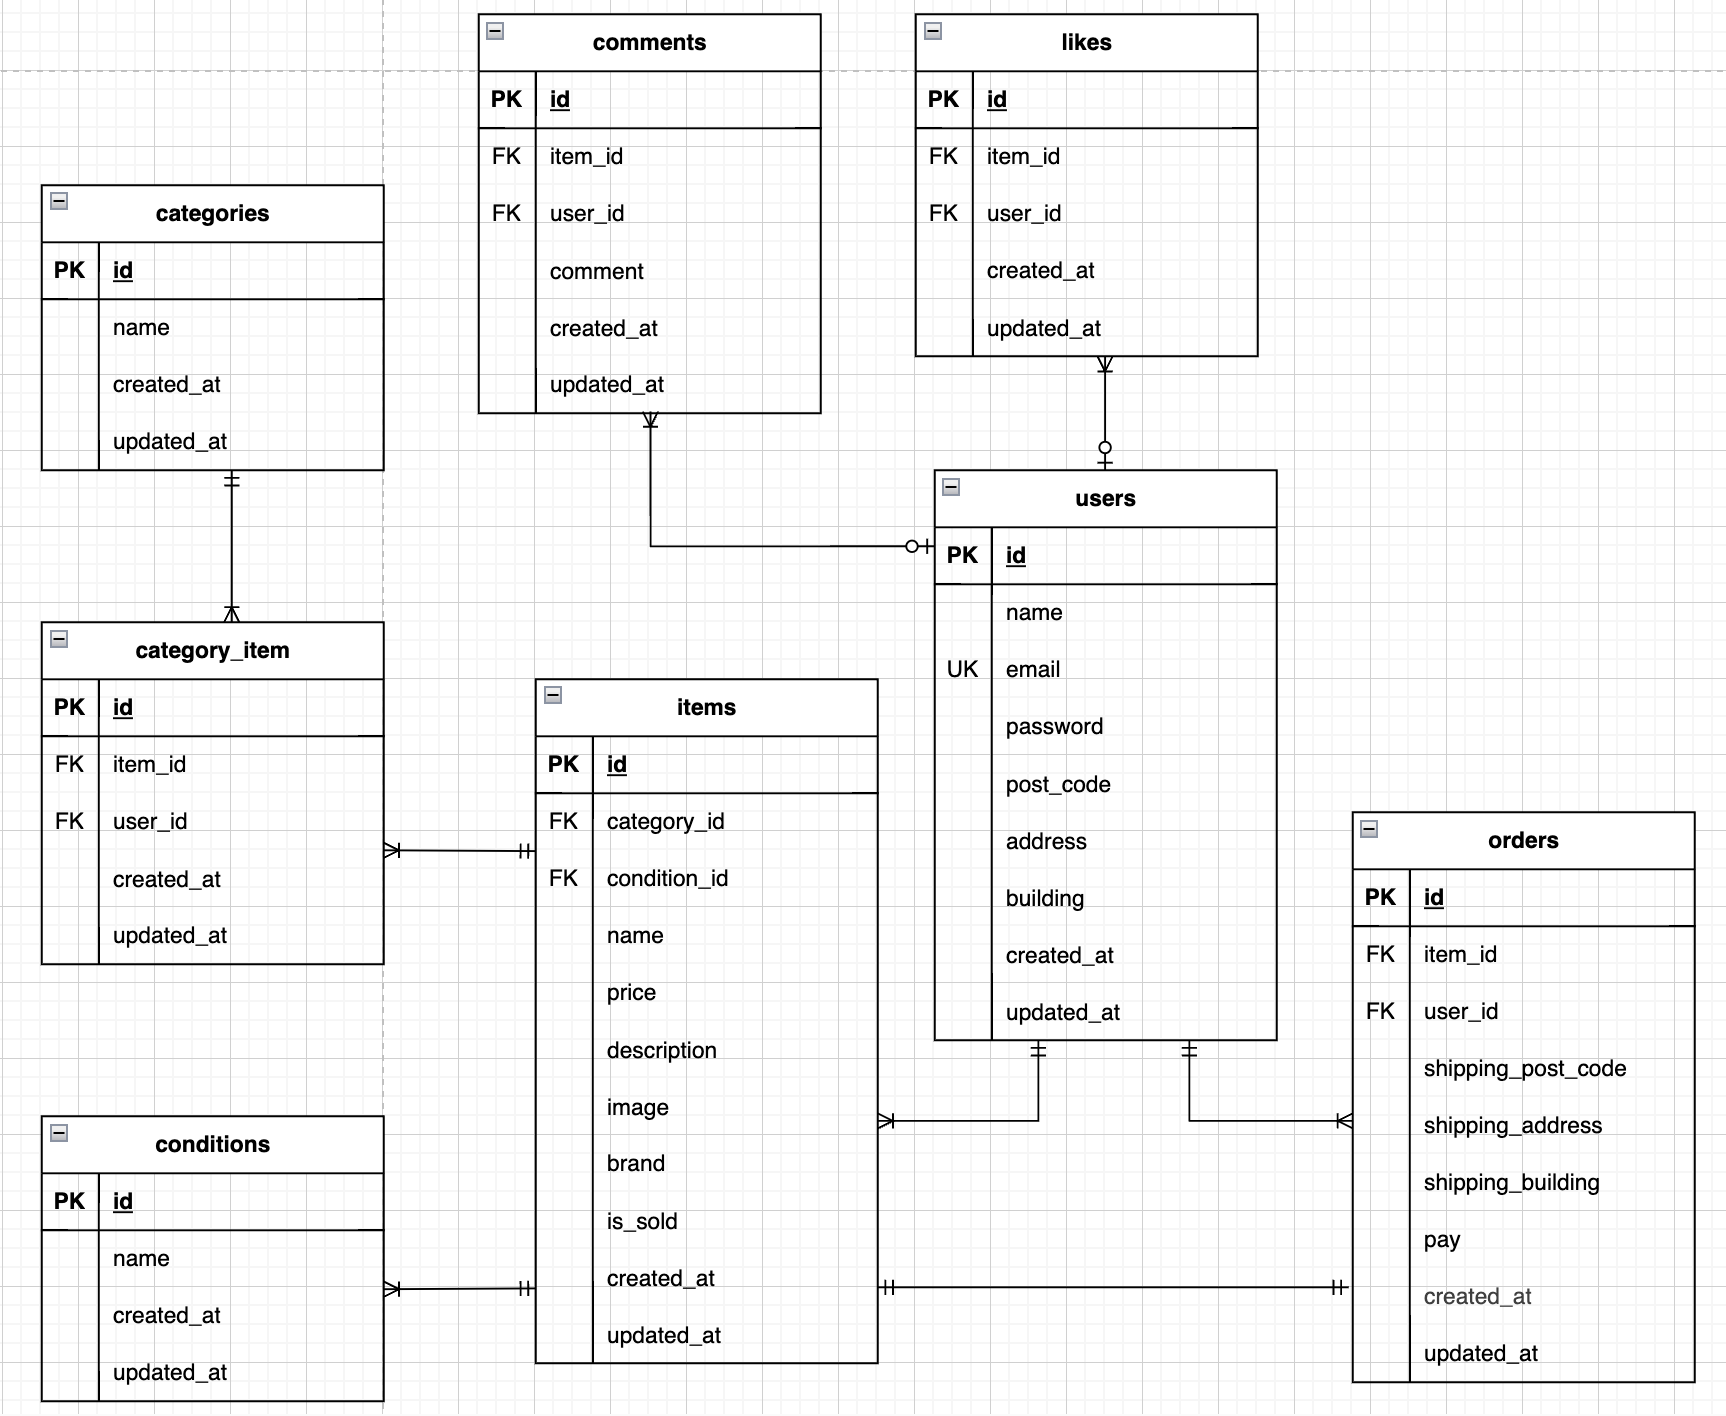 comments
PK id
FK item_id
FK user_id
comment
created_at
updated_at
likes
PK id
FK item_id
FK user_id
created_at
updated_at
categories
PK id
name
created_at
updated_at
users
PK id
name
UK email
password
post_code
address
building
created_at
updated_at
category_item
PK id
FK item_id
FK user_id
created_at
updated_at
items
PK id
FK category_id
FK condition_id
name
price
description
image
brand
is_sold
created_at
updated_at
orders
PK id
FK item_id
FK user_id
shipping_post_code
shipping_address
shipping_building
pay
created_at
updated_at
conditions
PK id
name
created_at
updated_at